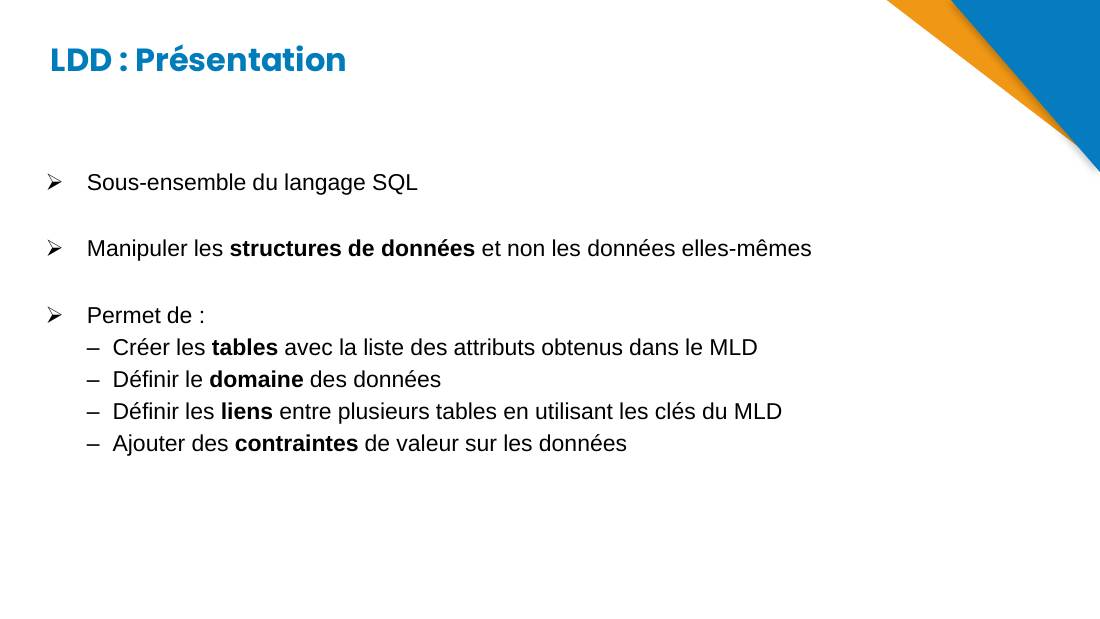 LDD : Présentation
➢ Sous-ensemble du langage SQL
➢ Manipuler les structures de données et non les données elles-mêmes
➢ Permet de :
– Créer les tables avec la liste des attributs obtenus dans le MLD
– Définir le domaine des données
– Définir les liens entre plusieurs tables en utilisant les clés du MLD
– Ajouter des contraintes de valeur sur les données